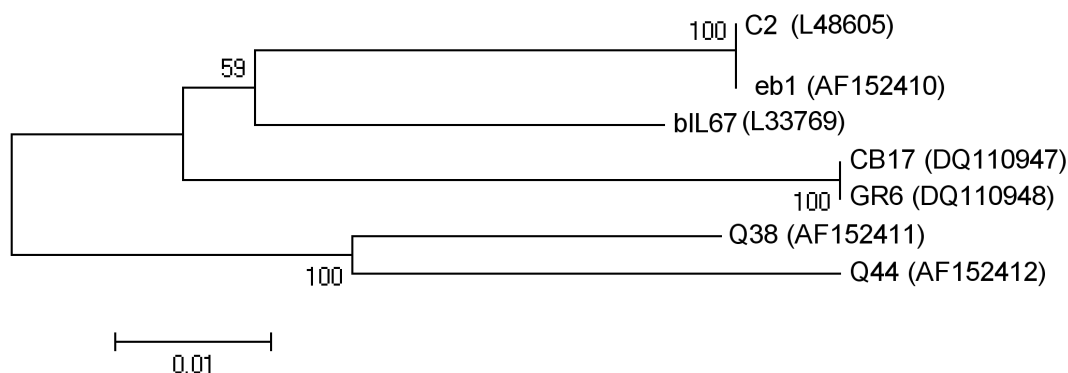 100
C2 (L48605)
59
eb1 (AF152410)
bIL67 (L33769)
CB17 (DQ110947)
100
GR6 (DQ110948)
Q38 (AF152411)
100
Q44 (AF152412)
0.01